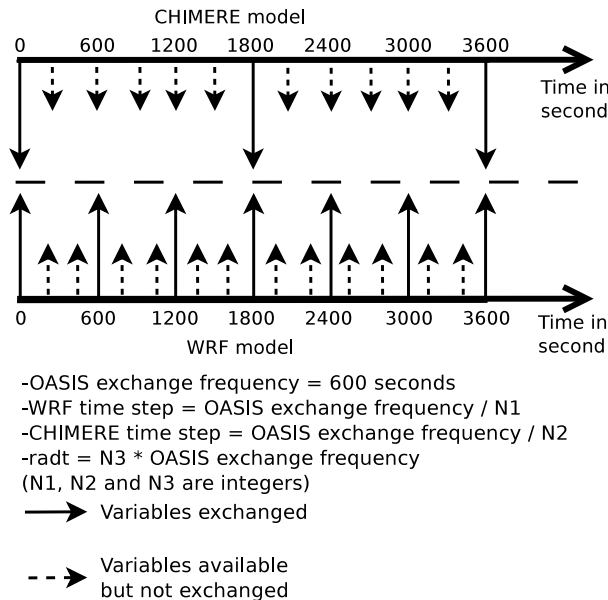 CHIMERE model
0 600 1200 1800 2400 3000 3600
Time in
second
0 600 1200 1800 2400 3000 3600
Time in
second
WRF model
-OASIS exchange frequency = 600 seconds
-WRF time step = OASIS exchange frequency / N1
-CHIMERE time step = OASIS exchange frequency / N2
-radt = N3 * OASIS exchange frequency
(N1, N2 and N3 are integers)
Variables exchanged
Variables available
but not exchanged